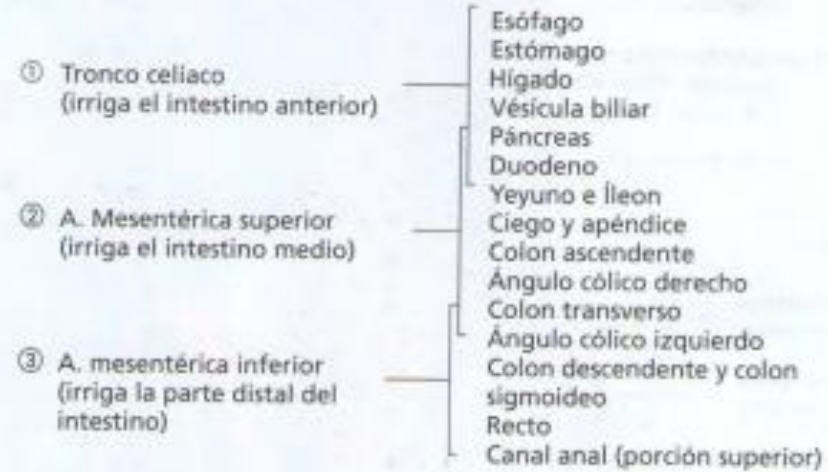 ① Tronco celiaco
(irriga el intestino anterior)
② A. Mesentérica superior
(irriga el intestino medio)
③ A. mesentérica inferior
(irriga la parte distal del
intestino)
Esófago
Estómago
Hígado
Vésícula biliar
Páncreas
Duodeno
Yeyuno e Íleon
Ciego y apéndice
Colon ascendente
Ángulo cólico derecho
Colon transverso
Ángulo cólico izquierdo
Colon descendente y colon
sigmoideo
Recto
Canal anal (porción superior)